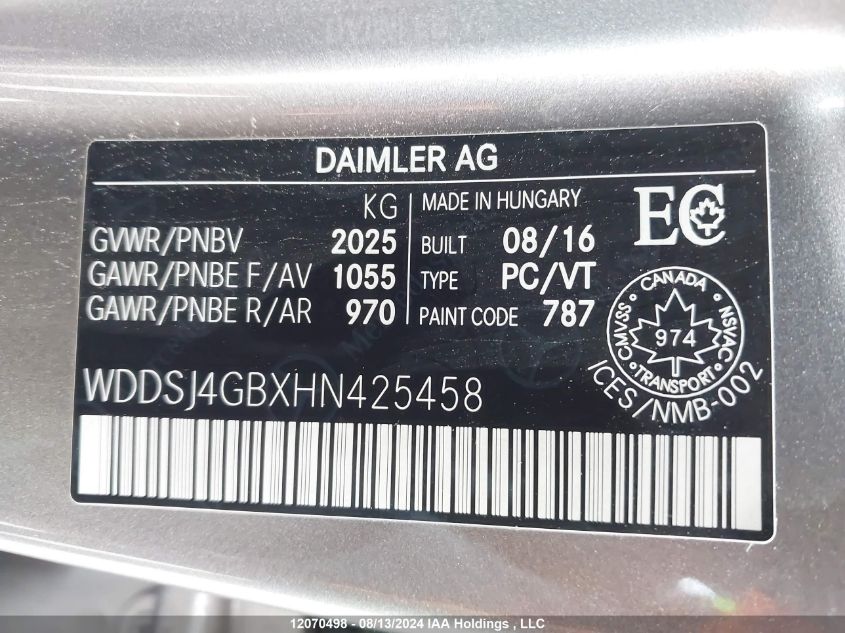 DAIMLER AG
KG
GVWR/PNBV 2025
GAWR/PNBE F/AV 1055
GAWR/PNBE R/AR 970
MADE IN HUNGARY
BUILT 08/16
TYPE PC/VT
PAINT CODE 787
EC
CANADA
CMVSS 974 NSVAC
TRANSPORT
ICES/NMB-002
WDDSJ4GBXHN425458
12070498 - 08/13/2024 IAA Holdings , LLC